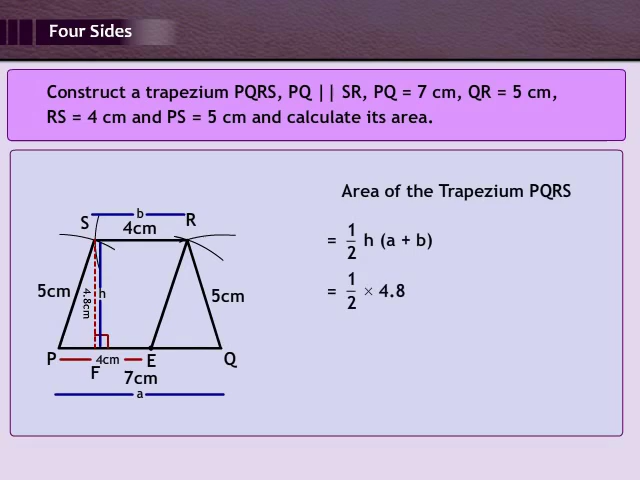 Four Sides
Construct a trapezium PQRS, PQ || SR, PQ = 7 cm, QR = 5 cm,
RS = 4 cm and PS = 5 cm and calculate its area.
Area of the Trapezium PQRS
= 1/2 h (a + b)
= 1/2 × 4.8
b
S
R
4cm
5cm
4.8cm
h
5cm
P
4cm
E
Q
F
7cm
a